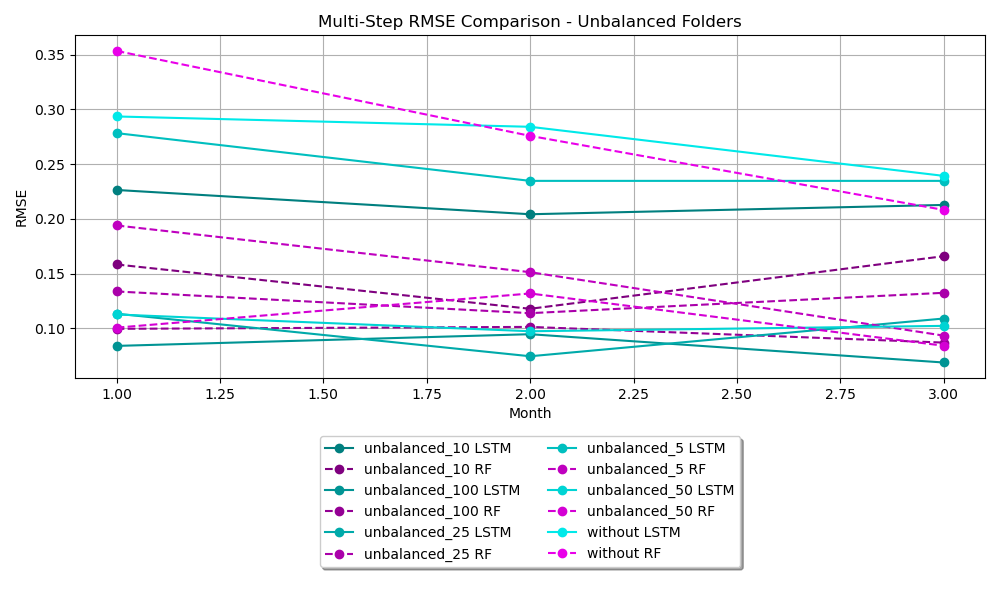 Multi-Step RMSE Comparison - Unbalanced Folders
0.35
0.30
0.25
0.20
0.15
0.10
RMSE
1.00 1.25 1.50 1.75 2.00 2.25 2.50 2.75 3.00
Month
unbalanced_10 LSTM
unbalanced_10 RF
unbalanced_100 LSTM
unbalanced_100 RF
unbalanced_25 LSTM
unbalanced_25 RF
unbalanced_5 LSTM
unbalanced_5 RF
unbalanced_50 LSTM
unbalanced_50 RF
without LSTM
without RF